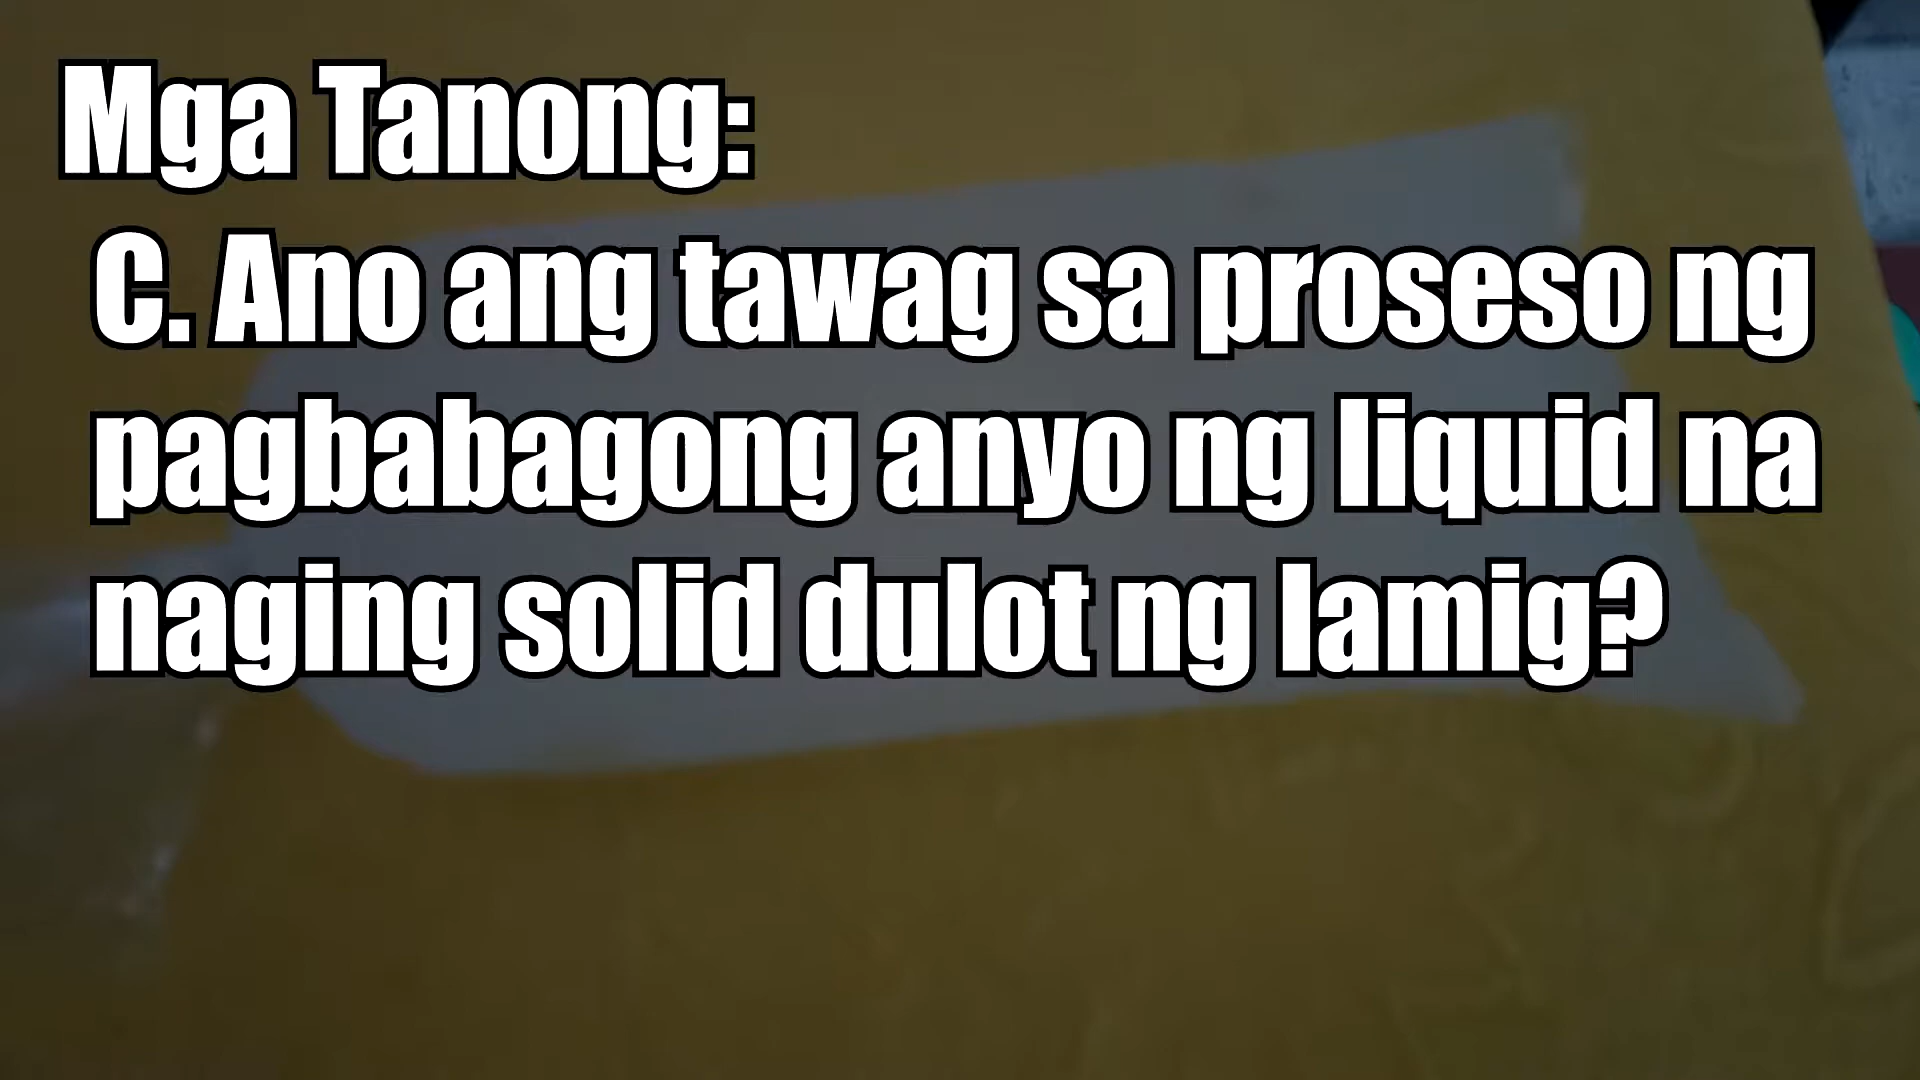 Mga Tanong:
C. Ano ang tawag sa proseso ng
pagbabagong anyo ng liquid na
naging solid dulot ng lamig?